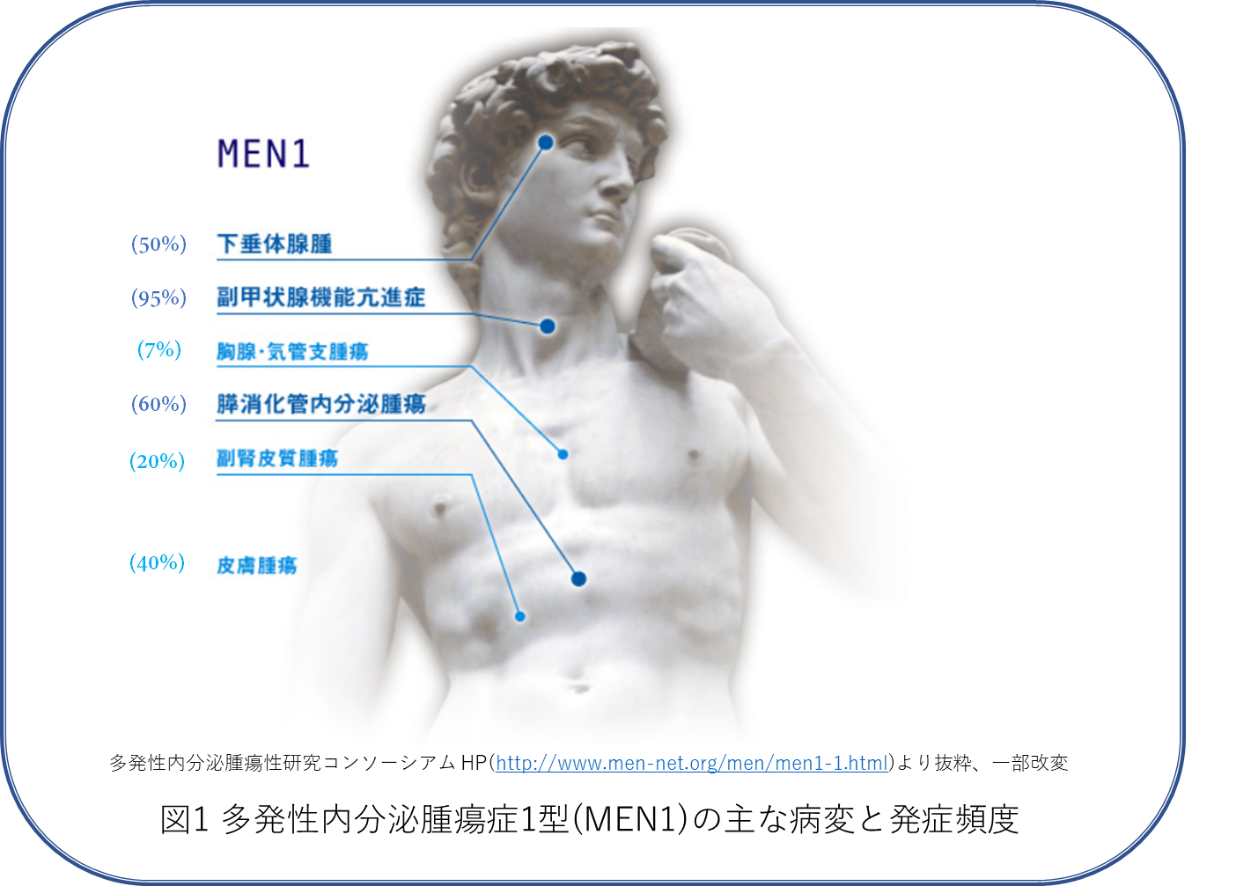 MEN1
(50%) 下垂体腺腫
(95%) 副甲状腺機能亢進症
(7%) 胸腺・気管支腫瘍
(60%) 膵消化管内分泌腫瘍
(20%) 副腎皮質腫瘍
(40%) 皮膚腫瘍
多発性内分泌腫瘍性研究コンソーシアム HP(http://www.men-net.org/men/men1-1.html)より抜粋、一部改変
図1 多発性内分泌腫瘍症1型(MEN1)の主な病変と発症頻度